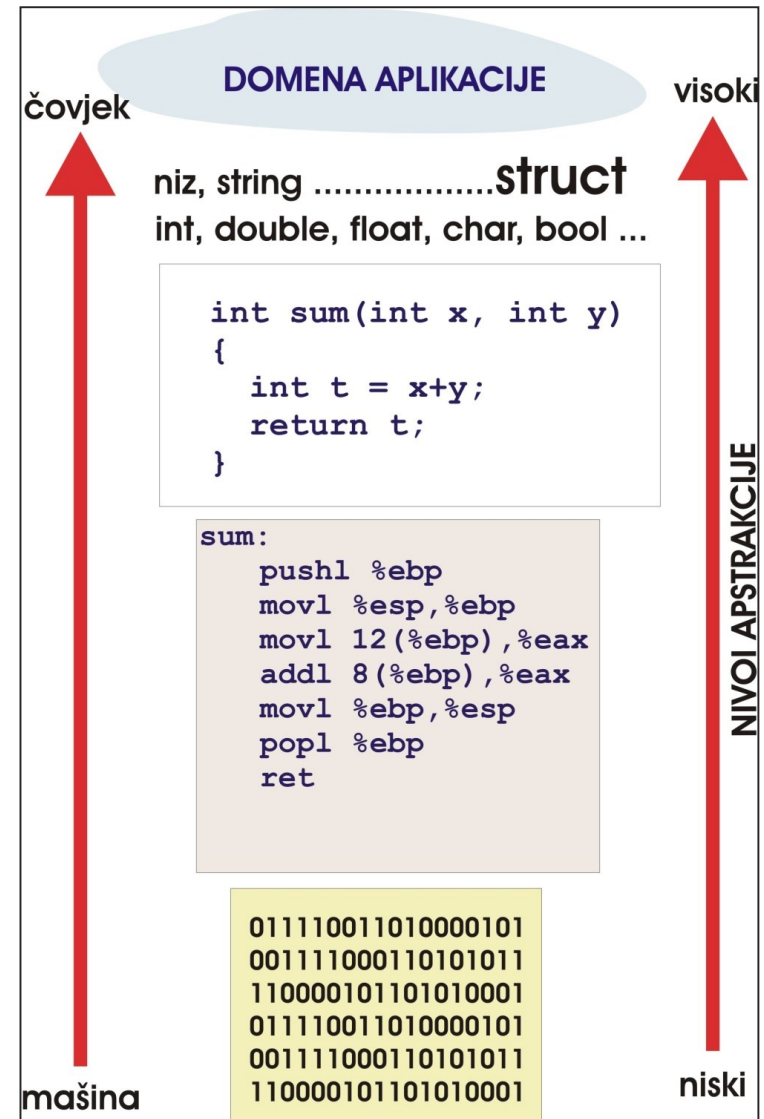 DOMENA APLIKACIJE
čovjek
visoki
niz, string ..................struct
int, double, float, char, bool ...
int sum(int x, int y)
{
int t = x+y;
return t;
}
sum:
pushl %ebp
movl %esp,%ebp
movl 12(%ebp),%eax
addl 8(%ebp),%eax
movl %ebp,%esp
popl %ebp
ret
NIVOI APSTRAKCIJE
011110011010000101
001111000110101011
110000101101010001
011110011010000101
001111000110101011
110000101101010001
mašina
niski